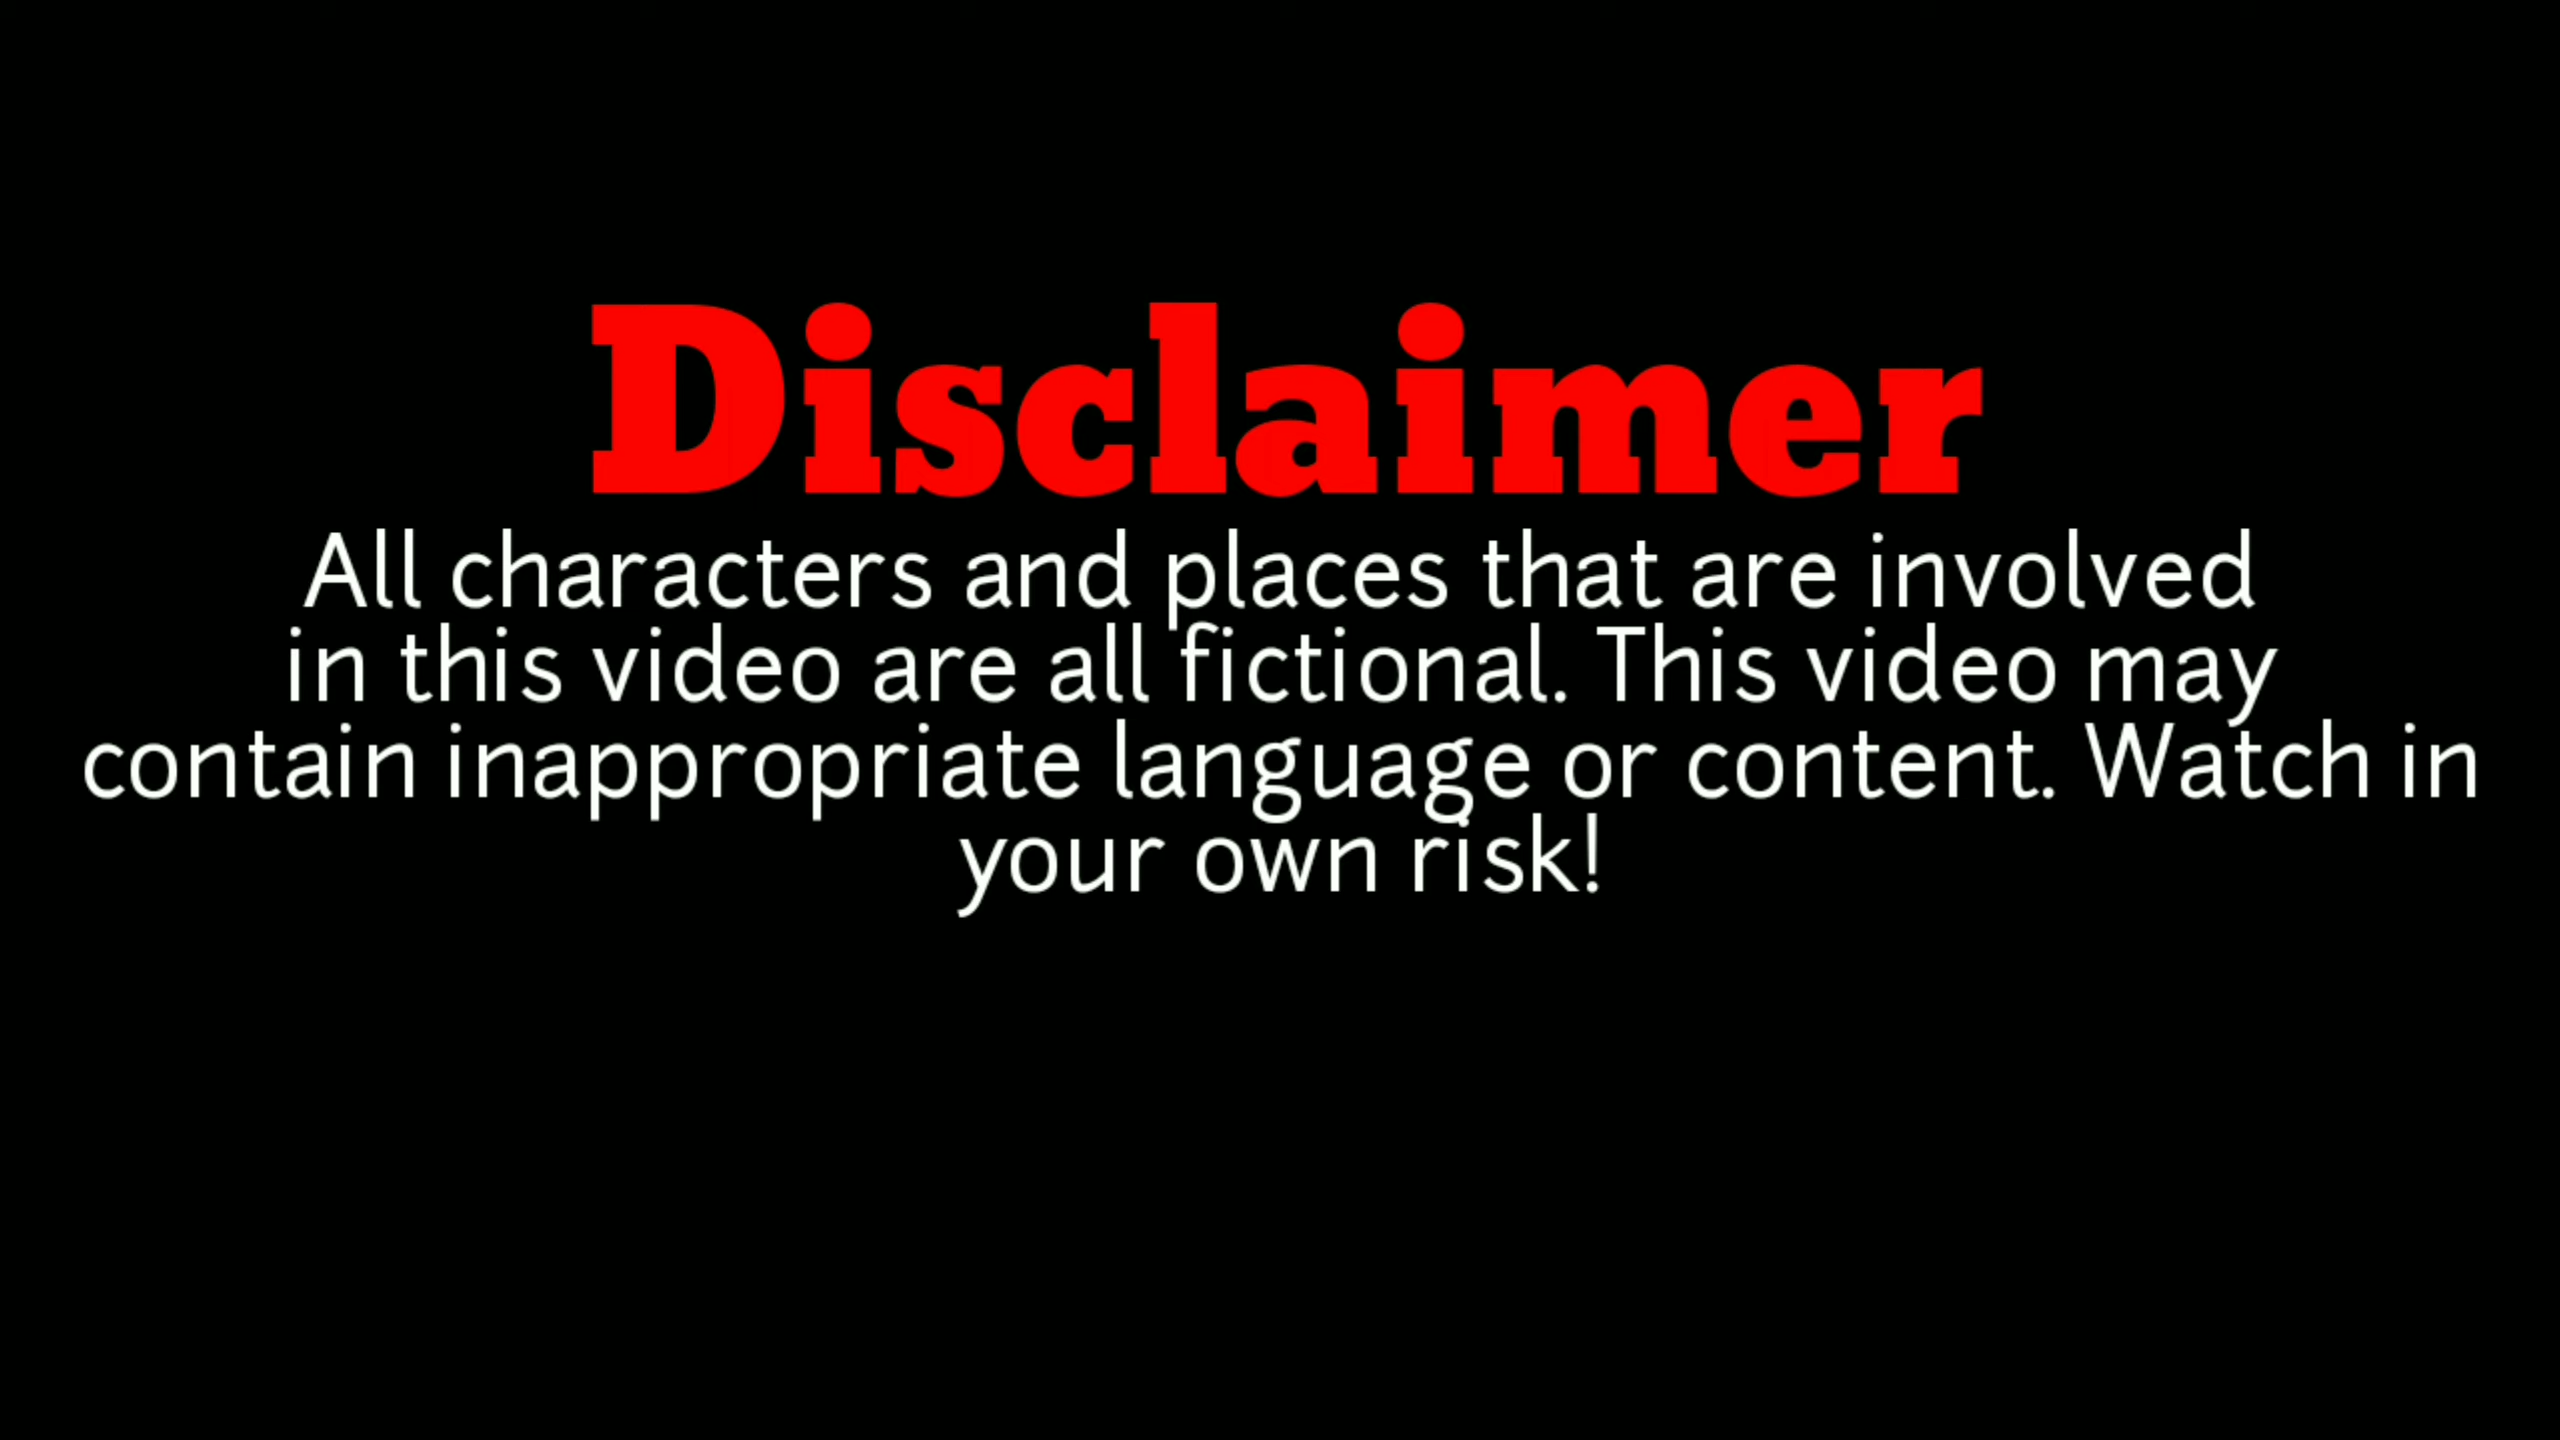 Disclaimer
All characters and places that are involved
in this video are all fictional. This video may
contain inappropriate language or content. Watch in
your own risk!